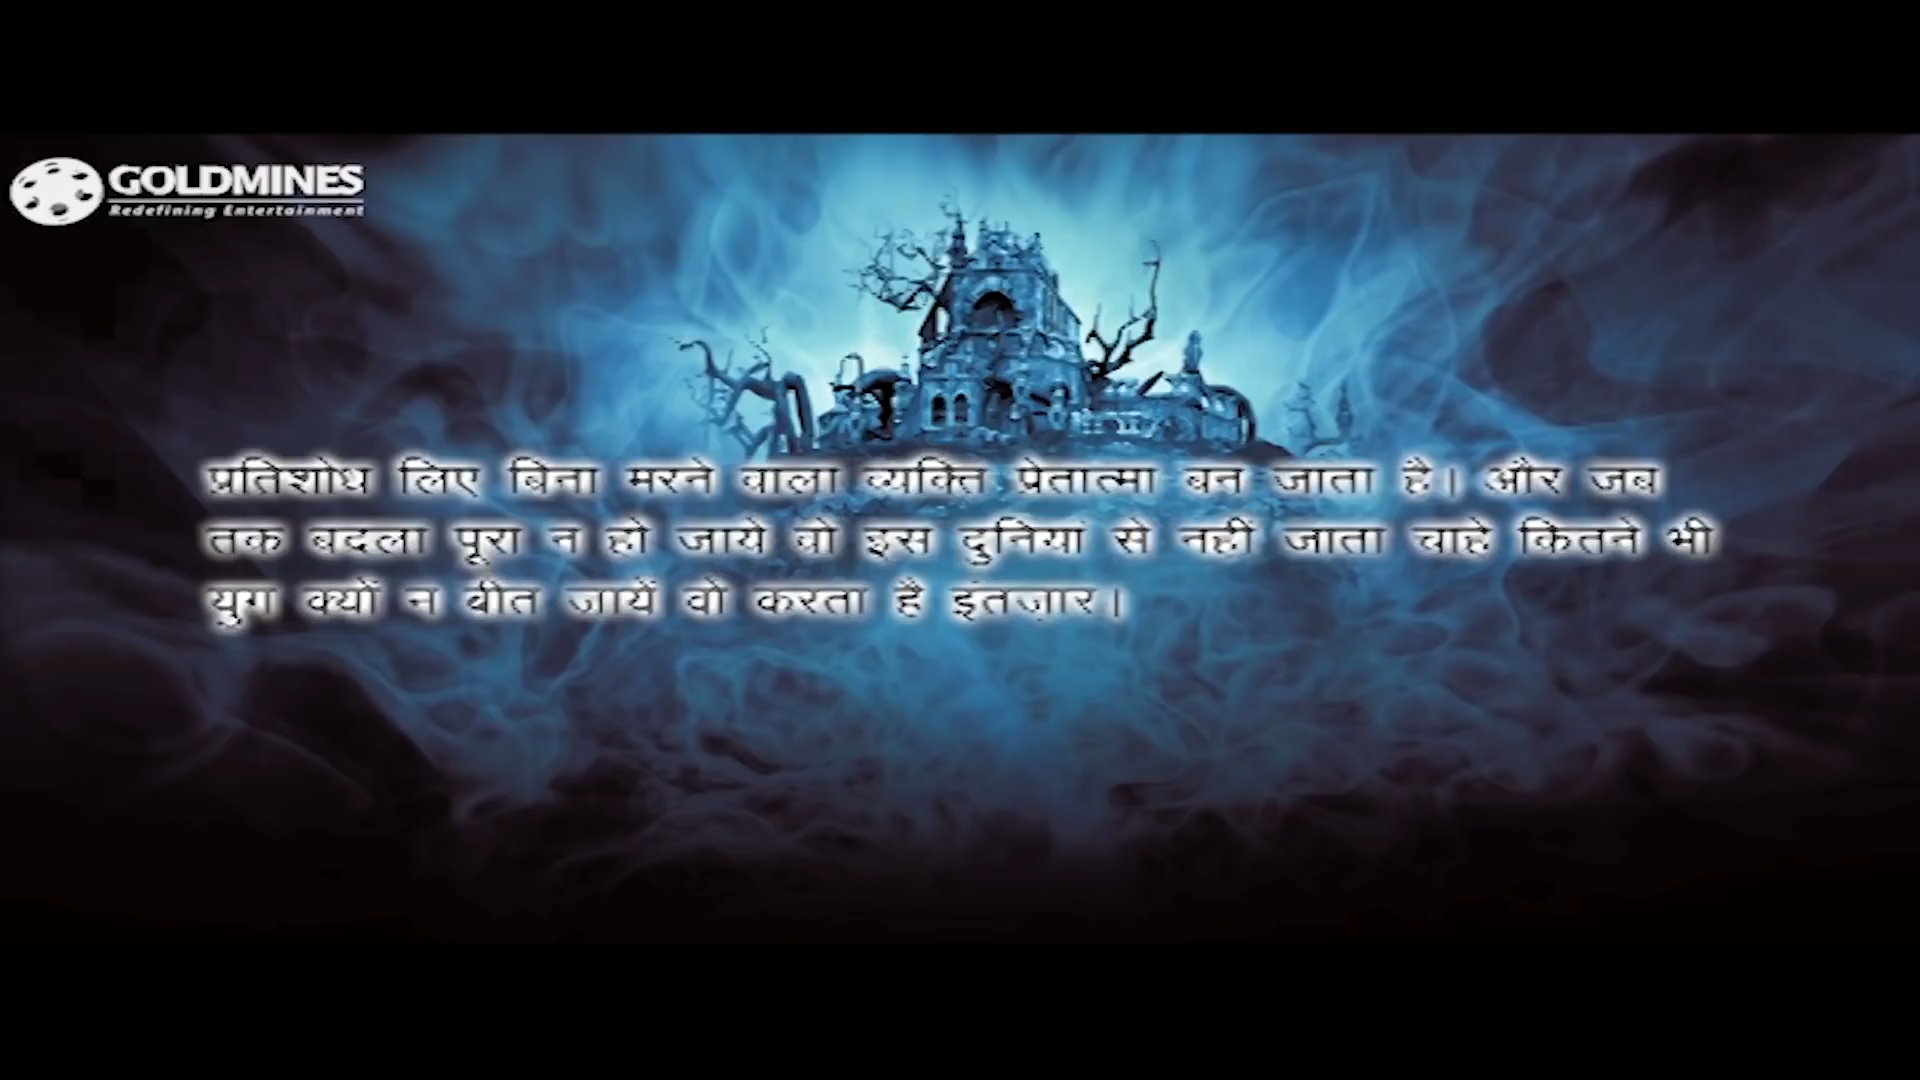 GOLDMINES
Redefining Entertainment
प्रतिशोध लिए बिना मरने वाला व्यक्ति प्रेतात्मा बन जाता है। और जब
तक बदला पूरा न हो जाये वो इस दुनियां से नहीं जाता चाहे कितने भी
युग क्यों न बीत जायें वो करता है इंतज़ार।